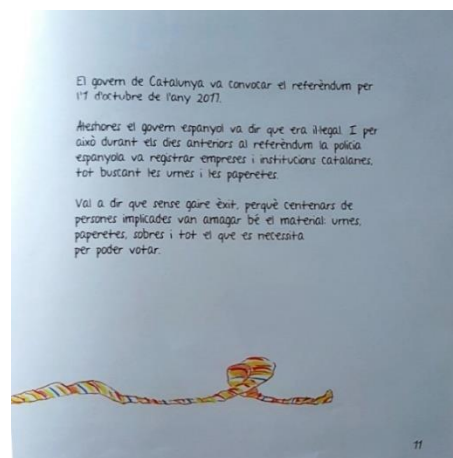 El govern de Catalunya va convocar el referèndum per
l'1 d'octubre de l'any 2017.
Aleshores el govern espanyol va dir que era il·legal. I per
això durant els dies anteriors al referèndum la policia
espanyola va registrar empreses i institucions catalanes,
tot buscant les urnes i les paperetes.
Val a dir que sense gaire èxit, perquè centenars de
persones implicades van amagar bé el material: urnes,
paperetes, sobres i tot el que es necessita
per poder votar.
11